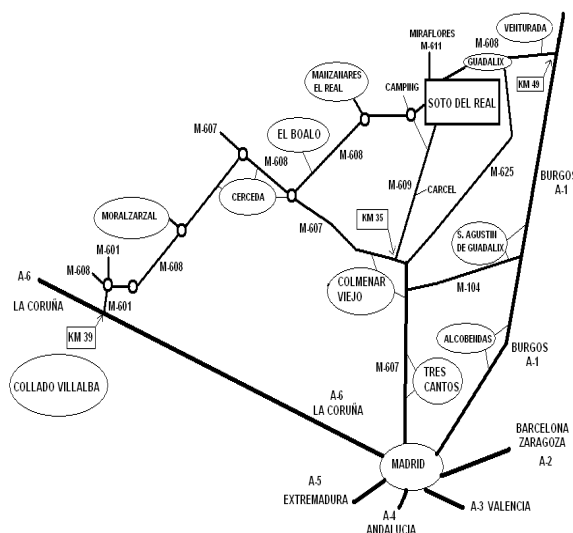 VENTURADA
MIRAFLORES
M-611
M-608
GUADALIX
KM 49
MANZANARES
EL REAL
CAMPING
SOTO DEL REAL
M-607
EL BOALO
M-608
M-608
CERCEDA
M-609
CARCEL
M-625
BURGOS
A-1
MORALZARZAL
KM 35
M-607
S. AGUSTIN
DE GUADALIX
M-601
M-608
M-608
A-6
LA CORUÑA
M-601
COLMENAR
VIEJO
M-104
KM 39
ALCOBENDAS
BURGOS
A-1
COLLADO VILLALBA
M-607
TRES
CANTOS
A-6
LA CORUÑA
BARCELONA
ZARAGOZA
A-2
MADRID
A-5
EXTREMADURA
A-3 VALENCIA
A-4
ANDALUCIA